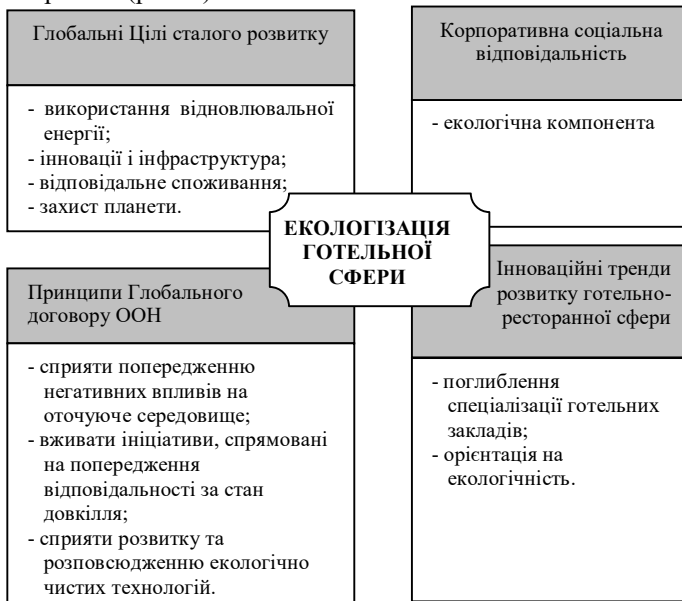 Глобальні Цілі сталого розвитку
- використання відновлювальної
енергії;
- інновації і інфраструктура;
- відповідальне споживання;
- захист планети.
Корпоративна соціальна
відповідальність
- екологічна компонента
ЕКОЛОГІЗАЦІЯ
ГОТЕЛЬНОЇ
СФЕРИ
Принципи Глобального
договору ООН
- сприяти попередженню
негативних впливів на
оточуюче середовище;
- вживати ініціативи, спрямовані
на попередження
відповідальності за стан
довкілля;
- сприяти розвитку та
розповсюдженню екологічно
чистих технологій.
Інноваційні тренди
розвитку готельно-
ресторанної сфери
- поглиблення
спеціалізації готельних
закладів;
- орієнтація на
екологічність.